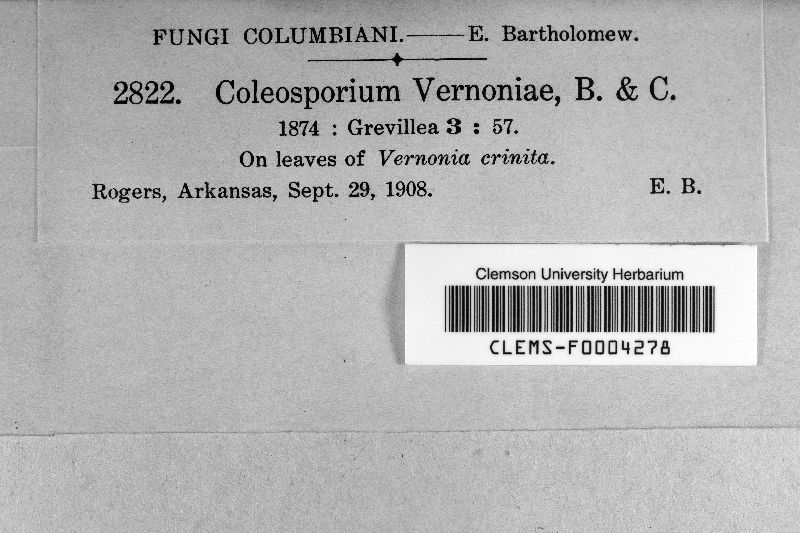 FUNGI COLUMBIANI.——E. Bartholomew.
2822. Coleosporium Vernoniae, B. & C.
1874 : Grevillea 3 : 57.
On leaves of Vernonia crinita.
Rogers, Arkansas, Sept. 29, 1908. E. B.
Clemson University Herbarium
CLEMS-F0004278